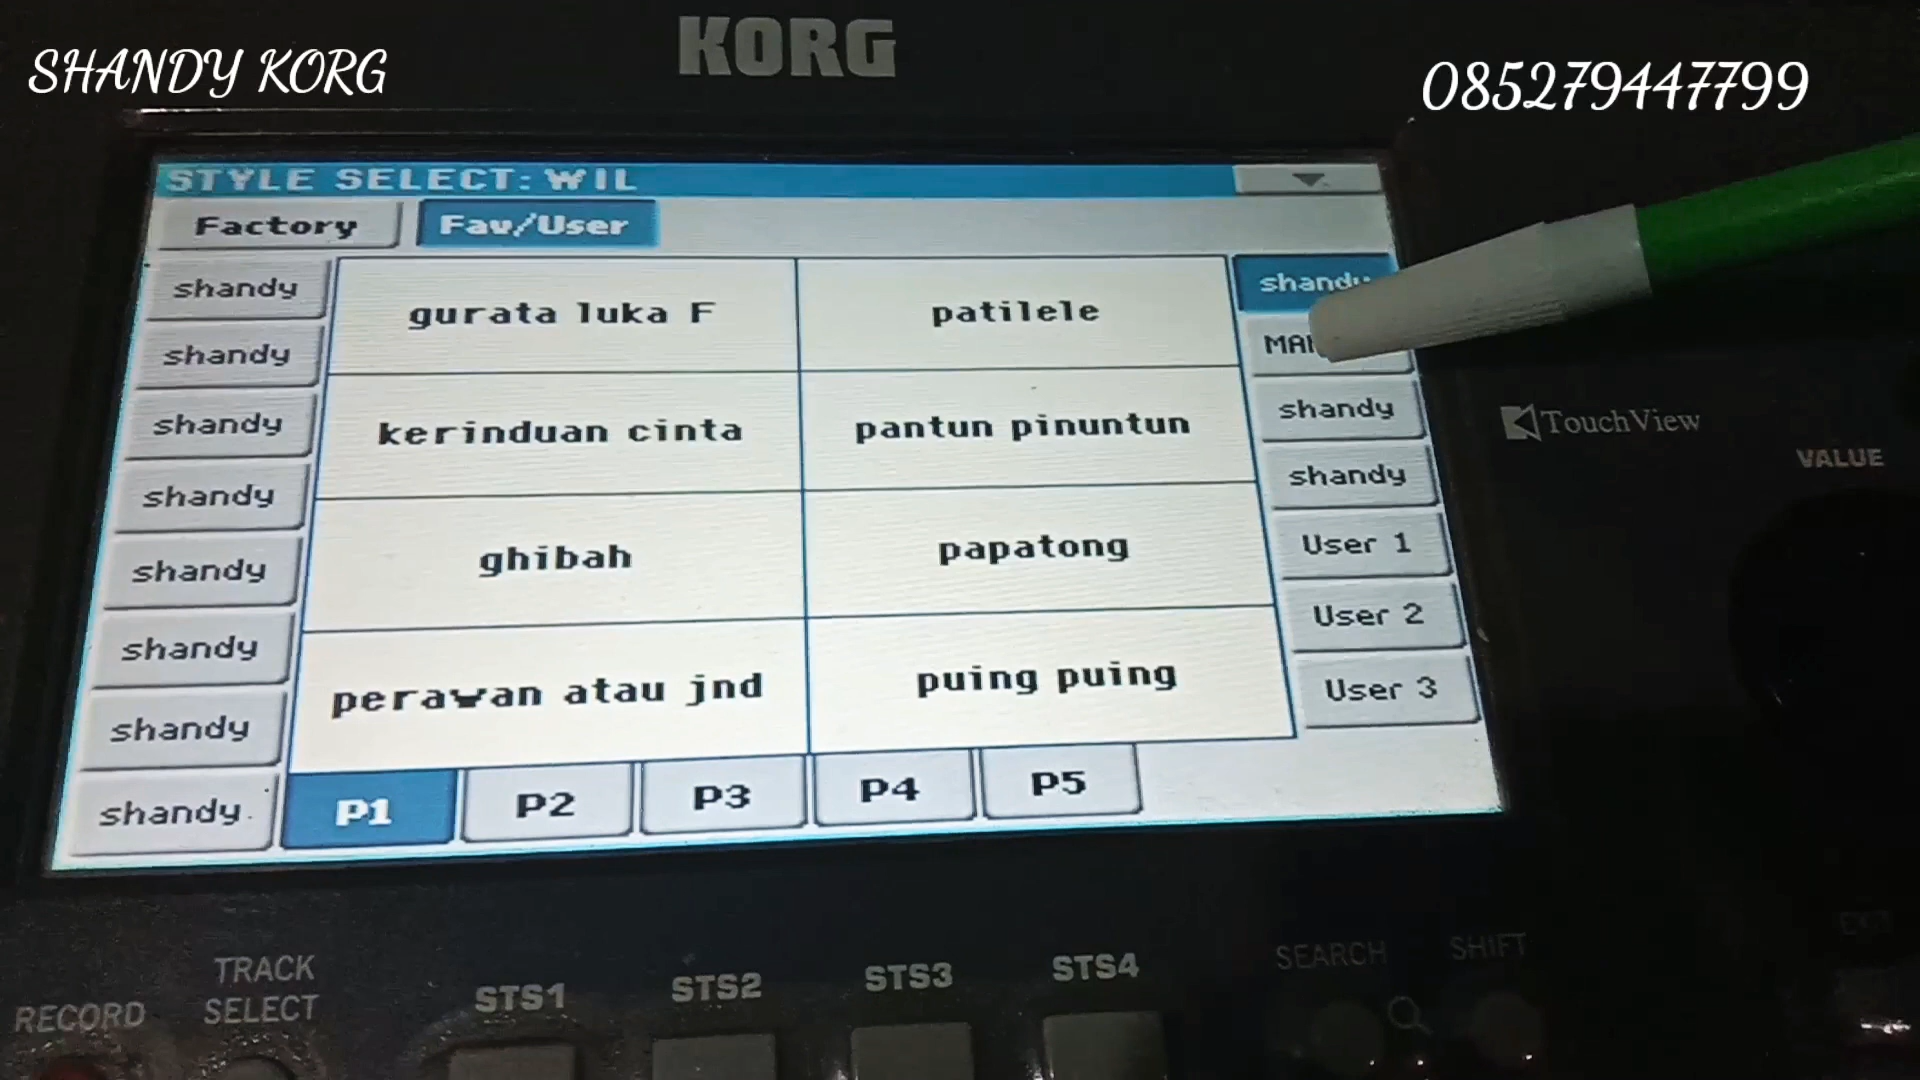 SHANDY KORG
KORG
085279447799
STYLE SELECT: WIL
Factory
Fav/User
shandy
shandy
shandy
shandy
shandy
shandy
shandy
shandy
gurata luka F
patilele
kerinduan cinta
pantun pinuntun
ghibah
papatong
perawan atau jnd
puing puing
shandy
shandy
shandy
User 1
User 2
User 3
P1
P2
P3
P4
P5
TouchView
VALUE
RECORD
TRACK
SELECT
STS1
STS2
STS3
STS4
SEARCH
SHIFT